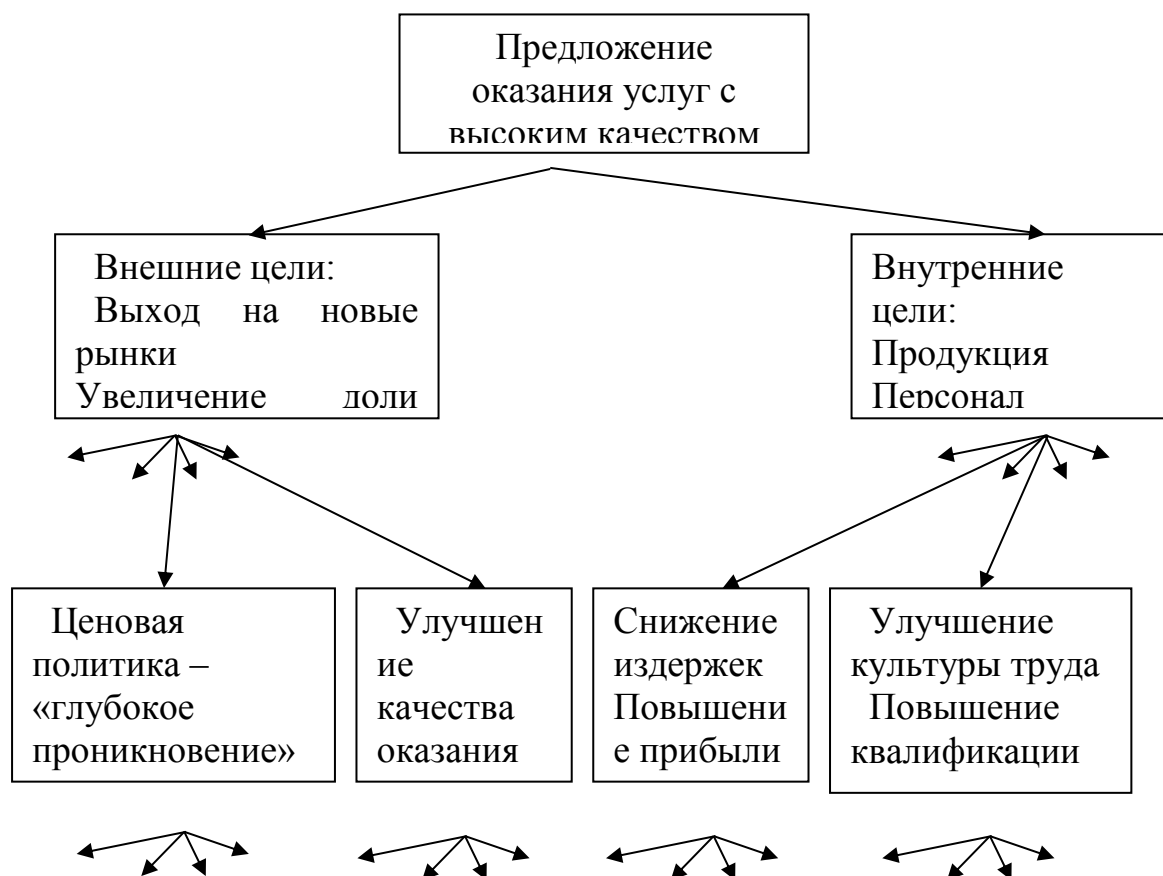 Предложение
оказания услуг с
высоким качеством
Внешние цели:
Выход на новые
рынки
Увеличение доли
Внутренние
цели:
Продукция
Персонал
Ценовая
политика –
«глубокое
проникновение»
Улучшен
ие
качества
оказания
Снижение
издержек
Повышени
е прибыли
Улучшение
культуры труда
Повышение
квалификации